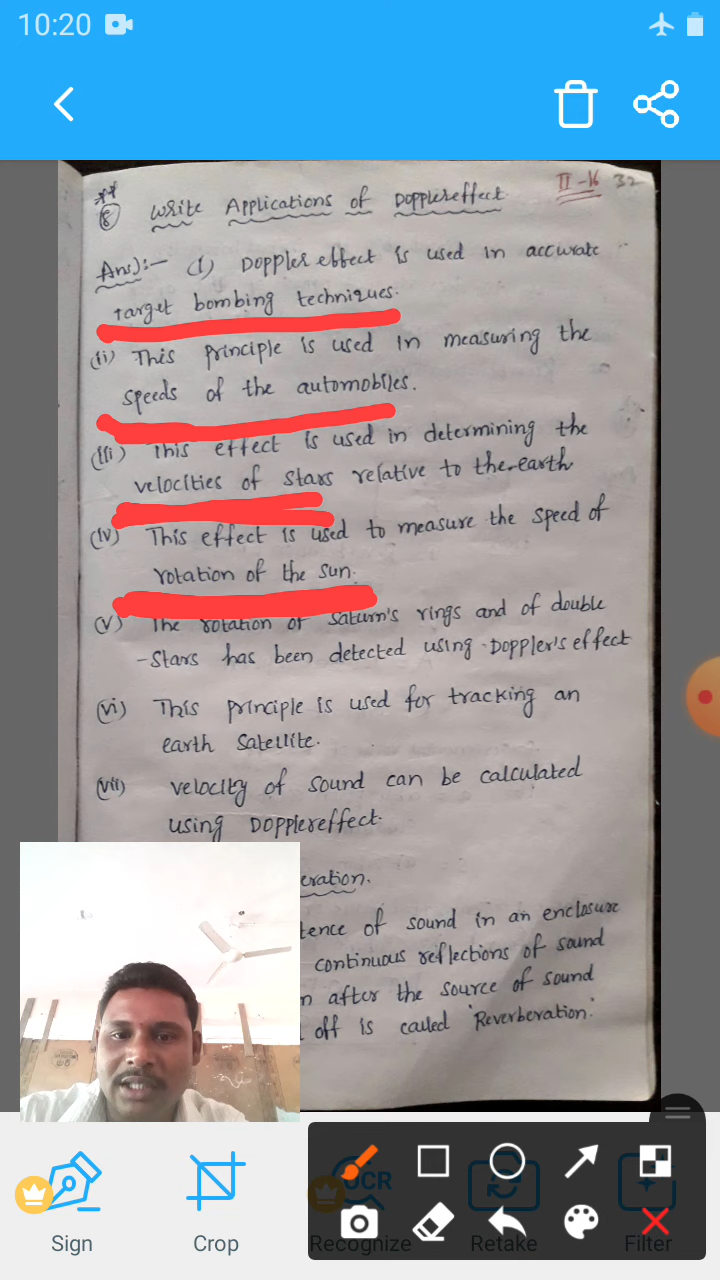 10:20
** II-16 32
(8) Write Applications of Dopplereffect
Ans):- (i) Doppler effect is used in accurate
target bombing techniques.
(ii) This principle is used in measuring the
speeds of the automobiles.
(iii) This effect is used in determining the
velocities of stars relative to the earth
(iv) This effect is used to measure the speed of
rotation of the sun.
(v) The rotation of Saturn's rings and of double
-stars has been detected using Doppler's effect
(vi) This principle is used for tracking an
earth satellite.
(vii) velocity of sound can be calculated
using Dopplereffect.
eration.
tence of sound in an enclosure
continuous reflections of sound
n after the source of sound
off is called 'Reverberation'.
Sign Crop Recognize Retake Filter
OCR